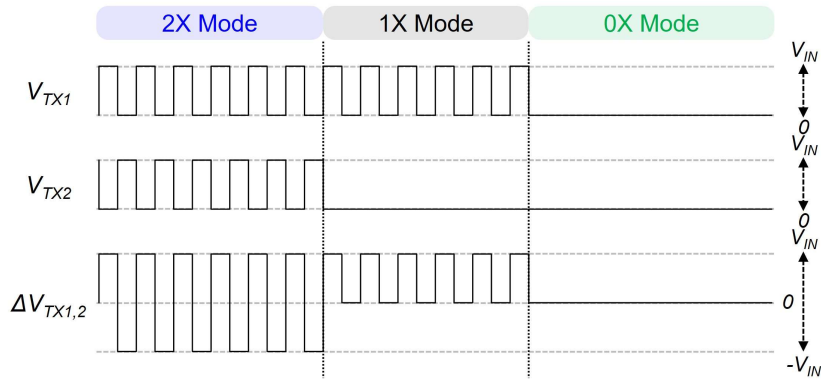 2X Mode 1X Mode 0X Mode
V_IN
V_TX1
0
V_IN
V_TX2
0
V_IN
ΔV_TX1,2 0
-V_IN